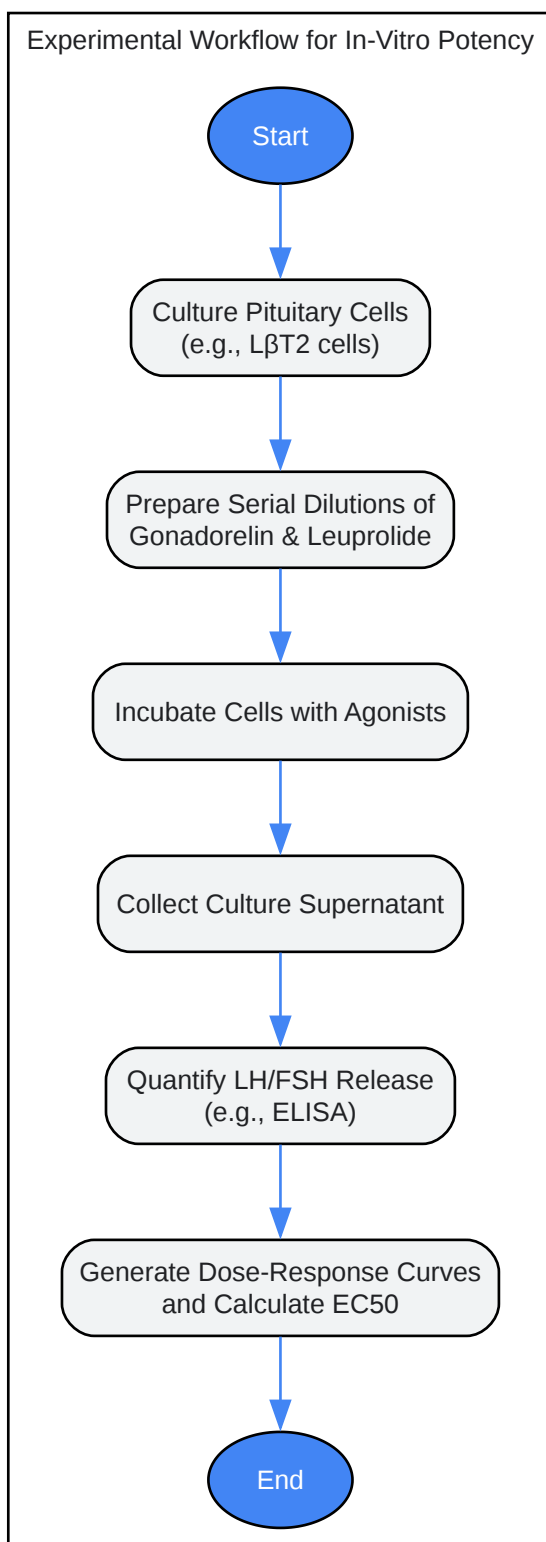 Experimental Workflow for In-Vitro Potency
Start
Culture Pituitary Cells
(e.g., LβT2 cells)
Prepare Serial Dilutions of
Gonadorelin & Leuprolide
Incubate Cells with Agonists
Collect Culture Supernatant
Quantify LH/FSH Release
(e.g., ELISA)
Generate Dose-Response Curves
and Calculate EC50
End